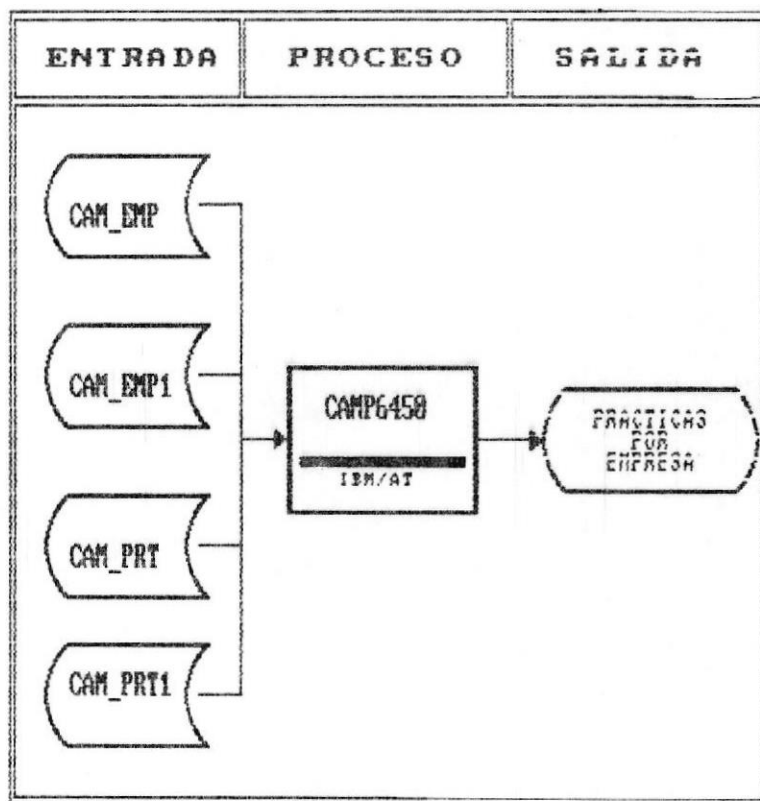 ENTRADA PROCESO SALIDA
CAM_EMP
CAM_EMP1
CAMP6450
IBM/AT
PRACTICAS
POR
EMPRESA
CAM_PRT
CAM_PRT1